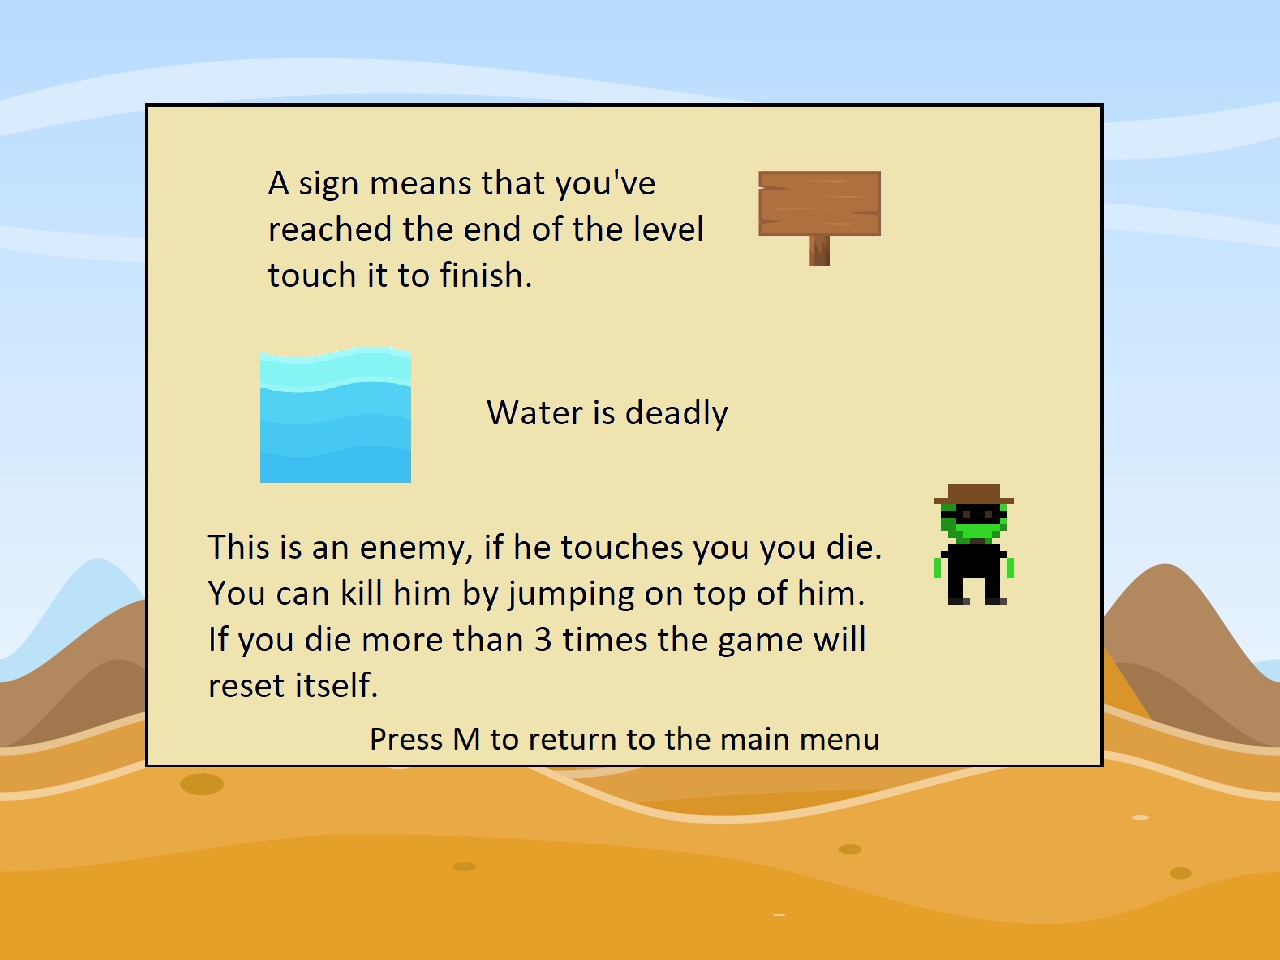 A sign means that you've
reached the end of the level
touch it to finish.
Water is deadly
This is an enemy, if he touches you you die.
You can kill him by jumping on top of him.
If you die more than 3 times the game will
reset itself.
Press M to return to the main menu